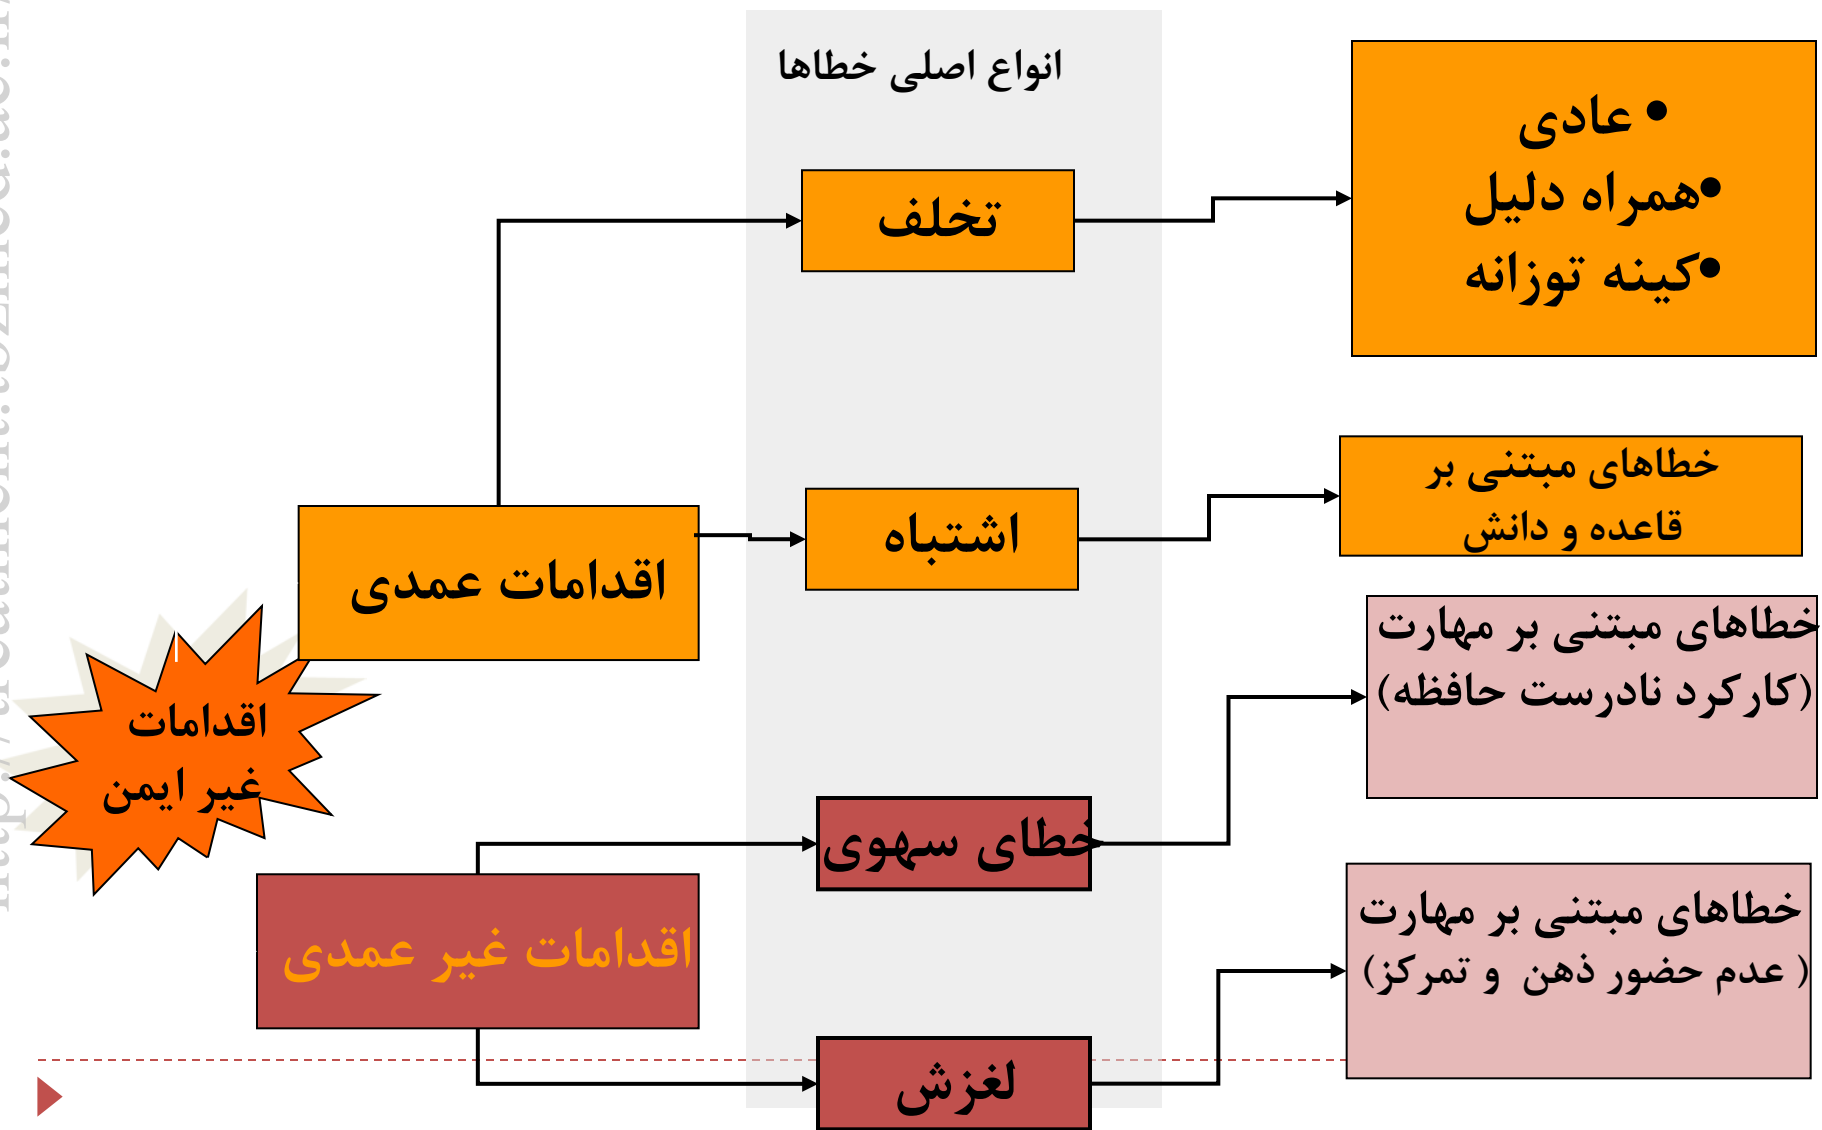 انواع اصلی خطاها
• عادی
•همراه دلیل
•کینه توزانه
تخلف
خطاهای مبتنی بر
قاعده و دانش
اشتباه
اقدامات عمدی
خطاهای مبتنی بر مهارت
(کارکرد نادرست حافظه)
اقدامات
غیر ایمن
خطای سهوی
خطاهای مبتنی بر مهارت
( عدم حضور ذهن و تمرکز)
اقدامات غیر عمدی
لغزش